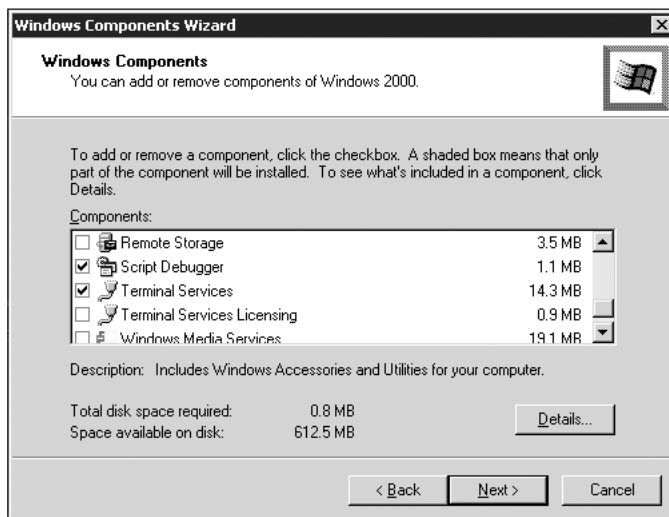 Windows Components Wizard
Windows Components
You can add or remove components of Windows 2000.
To add or remove a component, click the checkbox. A shaded box means that only
part of the component will be installed. To see what's included in a component, click
Details.
Components:
Remote Storage 3.5 MB
Script Debugger 1.1 MB
Terminal Services 14.3 MB
Terminal Services Licensing 0.9 MB
Windows Media Services 19.1 MB
Description: Includes Windows Accessories and Utilities for your computer.
Total disk space required: 0.8 MB
Space available on disk: 612.5 MB
Details...
< Back Next > Cancel